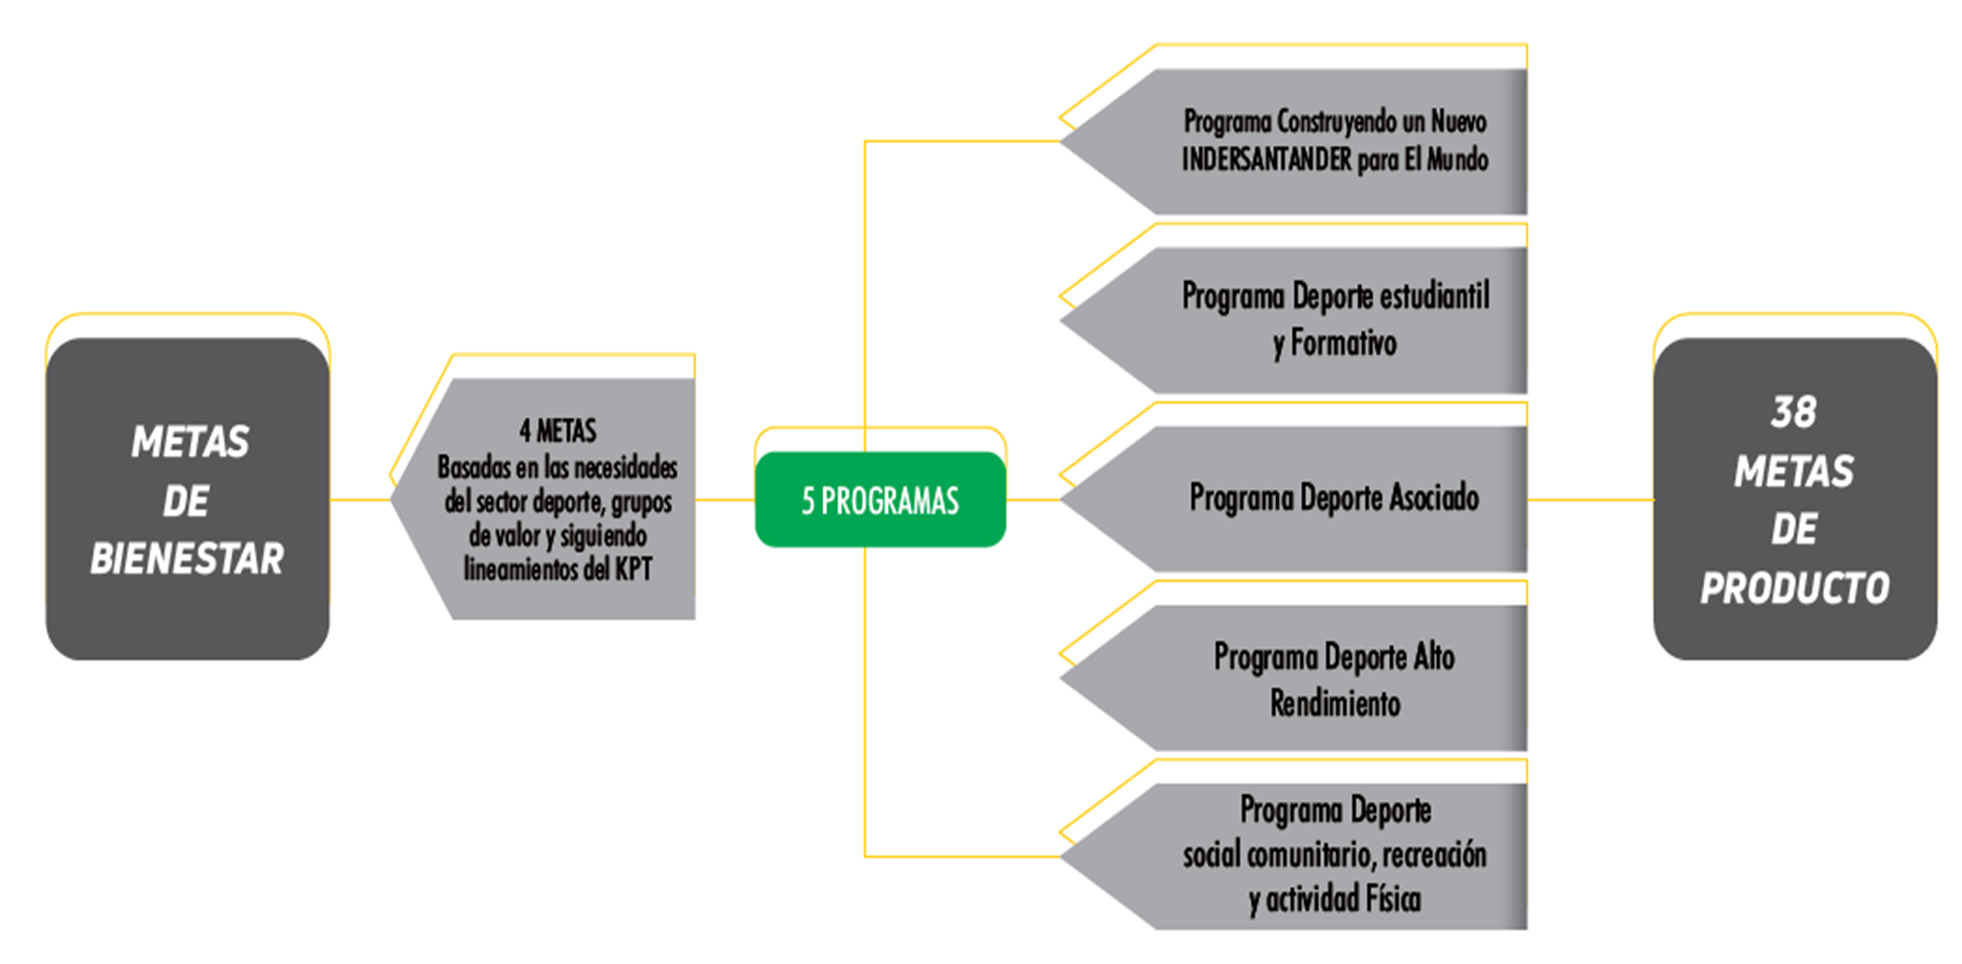 METAS
DE
BIENESTAR
4 METAS
Basadas en las necesidades
del sector deporte, grupos
de valor y siguiendo
lineamientos del KPT
5 PROGRAMAS
Programa Construyendo un Nuevo
INDERSANTANDER para El Mundo
Programa Deporte estudiantil
y Formativo
Programa Deporte Asociado
Programa Deporte Alto
Rendimiento
Programa Deporte
social comunitario, recreación
y actividad Física
38
METAS
DE
PRODUCTO